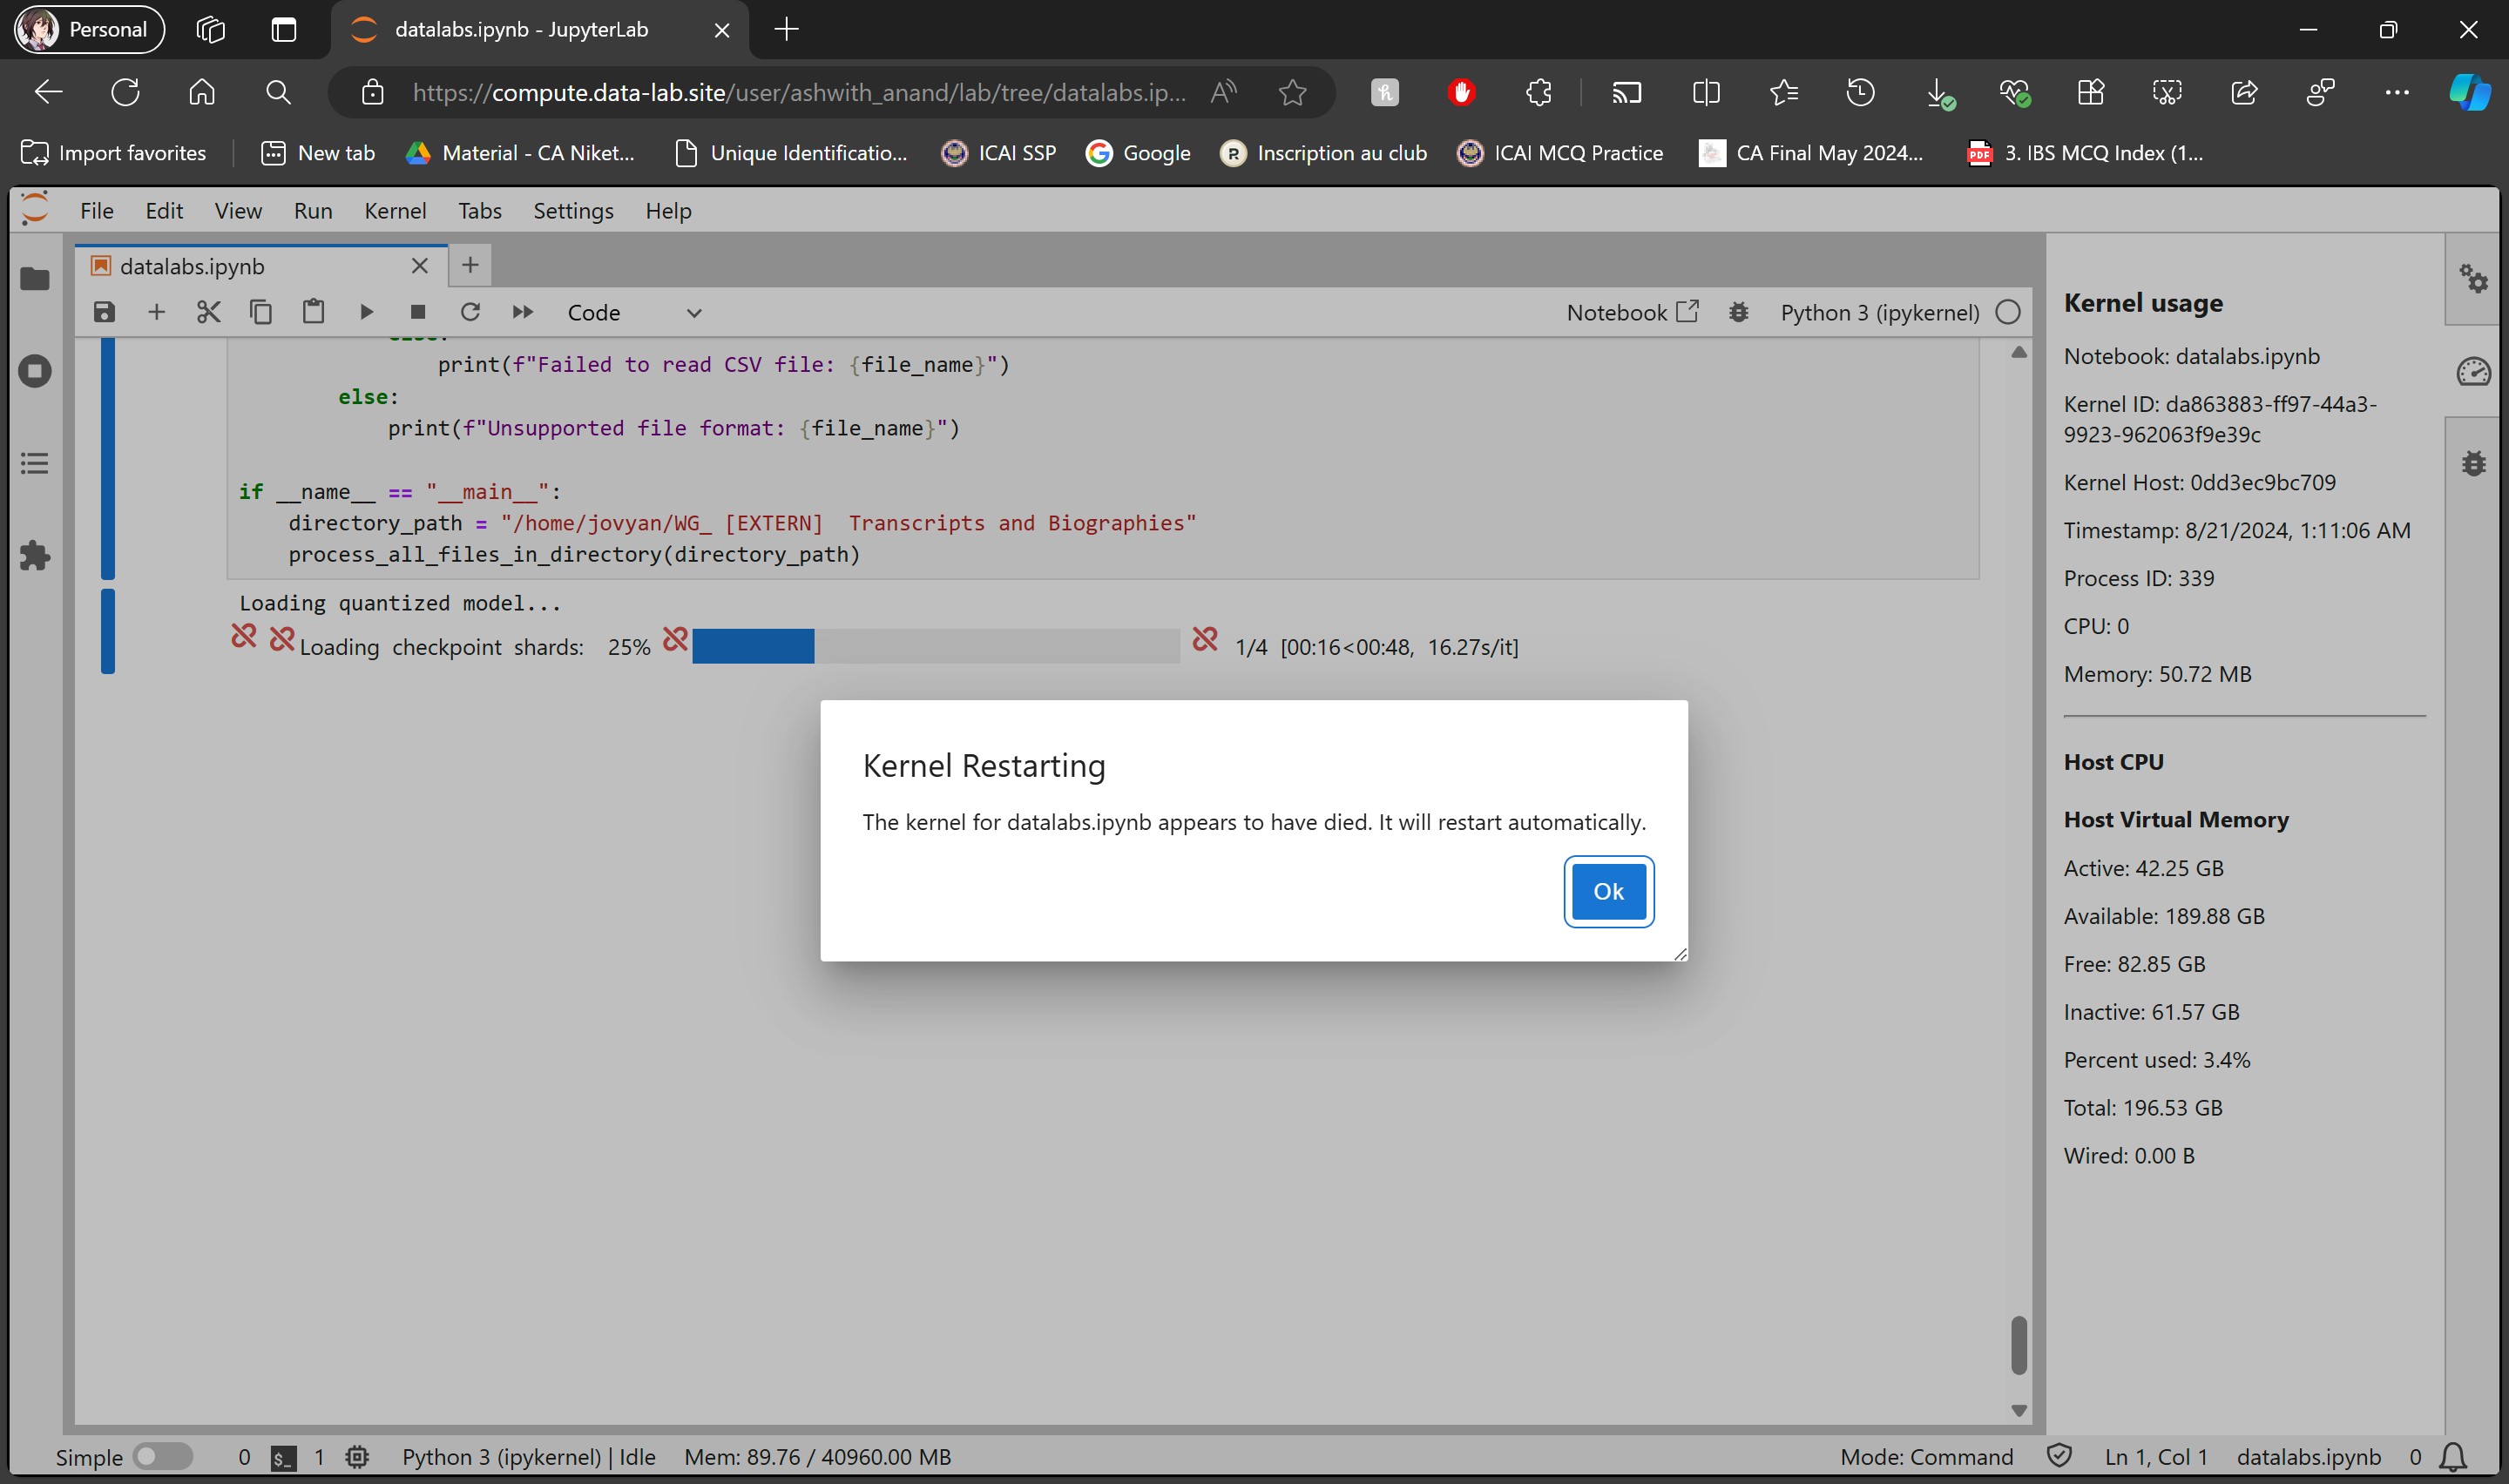 Personal
datalabs.ipynb - JupyterLab
https://compute.data-lab.site/user/ashwith_anand/lab/tree/datalabs.ip...
Import favorites
New tab
Material - CA Niket...
Unique Identificatio...
ICAI SSP
Google
Inscription au club
ICAI MCQ Practice
CA Final May 2024...
PDF
3. IBS MCQ Index (1...
File Edit View Run Kernel Tabs Settings Help
datalabs.ipynb
Code
Notebook
Python 3 (ipykernel)
else:
print(f"Failed to read CSV file: {file_name}")
else:
print(f"Unsupported file format: {file_name}")
if __name__ == "__main__":
directory_path = "/home/jovyan/WG_ [EXTERN]  Transcripts and Biographies"
process_all_files_in_directory(directory_path)
Loading quantized model...
Loading checkpoint shards: 25%
1/4 [00:16<00:48, 16.27s/it]
Kernel Restarting
The kernel for datalabs.ipynb appears to have died. It will restart automatically.
Ok
Kernel usage
Notebook: datalabs.ipynb
Kernel ID: da863883-ff97-44a3-
9923-962063f9e39c
Kernel Host: 0dd3ec9bc709
Timestamp: 8/21/2024, 1:11:06 AM
Process ID: 339
CPU: 0
Memory: 50.72 MB
Host CPU
Host Virtual Memory
Active: 42.25 GB
Available: 189.88 GB
Free: 82.85 GB
Inactive: 61.57 GB
Percent used: 3.4%
Total: 196.53 GB
Wired: 0.00 B
Simple
0
$_
1
Python 3 (ipykernel) | Idle
Mem: 89.76 / 40960.00 MB
Mode: Command
Ln 1, Col 1
datalabs.ipynb
0